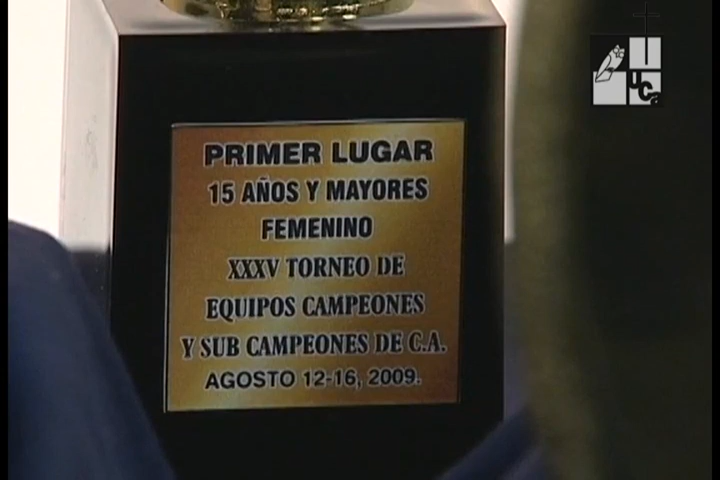 PRIMER LUGAR
15 AÑOS Y MAYORES
FEMENINO
XXXV TORNEO DE
EQUIPOS CAMPEONES
Y SUB CAMPEONES DE C.A.
AGOSTO 12-16, 2009.
UCa